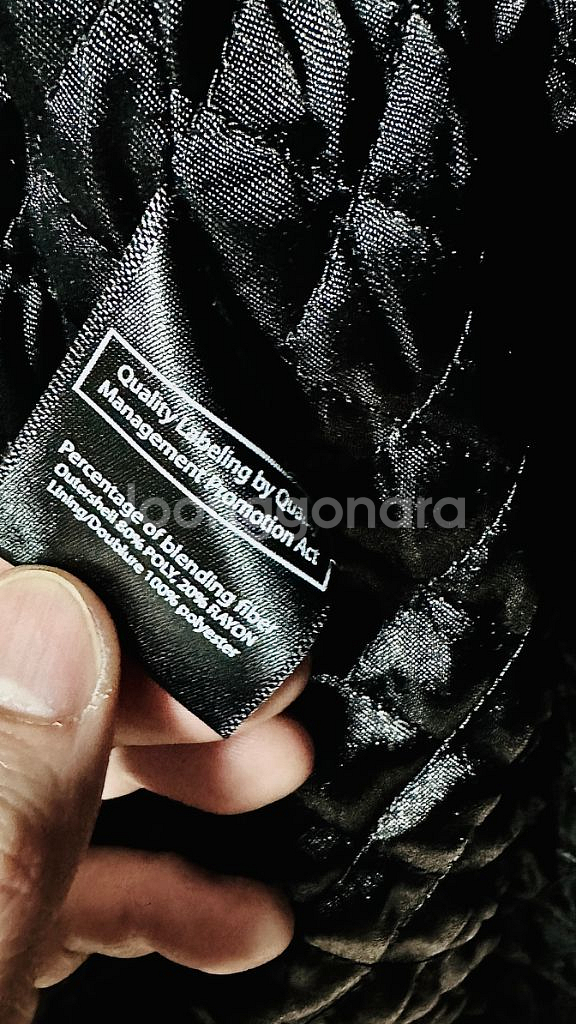 Quality Labeling by Qua
Management Promotion Act
Percentage of blending fiber
Outershell 80% POLY, 20% RAYON
Lining/Doublure 100% polyester